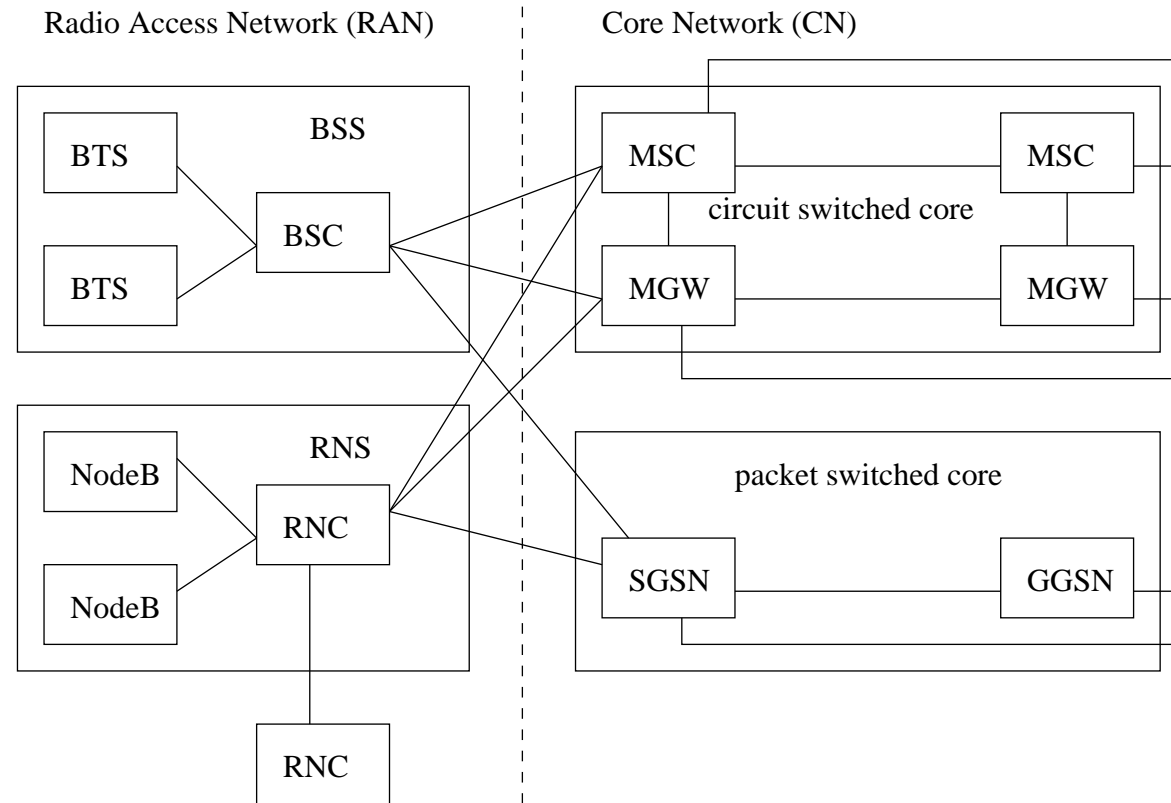 Radio Access Network (RAN)
Core Network (CN)
BSS
BTS
BSC
BTS
MSC
MSC
circuit switched core
MGW
MGW
RNS
NodeB
RNC
NodeB
packet switched core
SGSN
GGSN
RNC